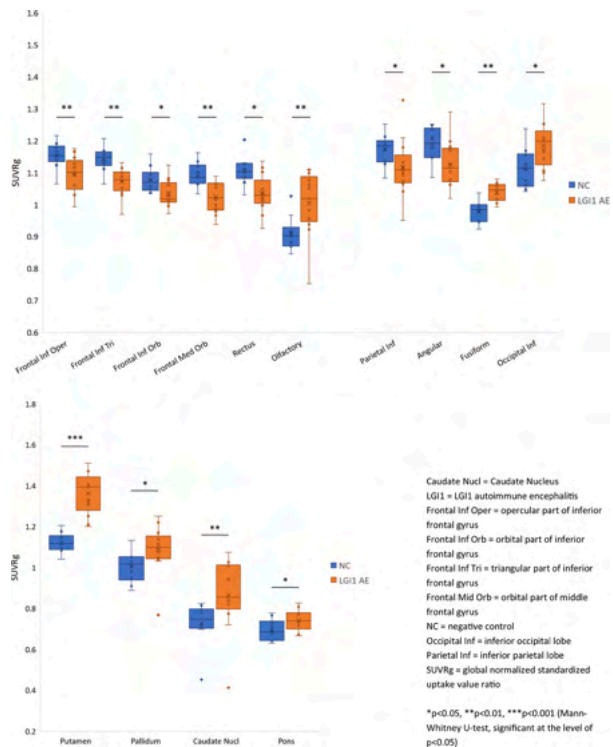 1.6
1.5
1.4
1.3
1.2
1.1
1
0.9
0.8
0.7
0.6
SUVRg
** ** * ** * ** * * ** *
NC
LGI1 AE
Frontal Inf Oper
Frontal Inf Tri
Frontal Inf Orb
Frontal Med Orb
Rectus
Olfactory
Parietal Inf
Angular
Fusiform
Occipital Inf
1.8
1.6
1.4
1.2
1
0.8
0.6
0.4
0.2
SUVRg
***
*
**
*
NC
LGI1 AE
Putamen Pallidum Caudate Nucl Pons
Caudate Nucl = Caudate Nucleus
LGI1 = LGI1 autoimmune encephalitis
Frontal Inf Oper = opercular part of inferior
frontal gyrus
Frontal Inf Orb = orbital part of inferior
frontal gyrus
Frontal Inf Tri = triangular part of inferior
frontal gyrus
Frontal Mid Orb = orbital part of middle
frontal gyrus
NC = negative control
Occipital Inf = inferior occipital lobe
Parietal Inf = inferior parietal lobe
SUVRg = global normalized standardized
uptake value ratio
*p<0.05, **p<0.01, ***p<0.001 (Mann-
Whitney U-test, significant at the level of
p<0.05)